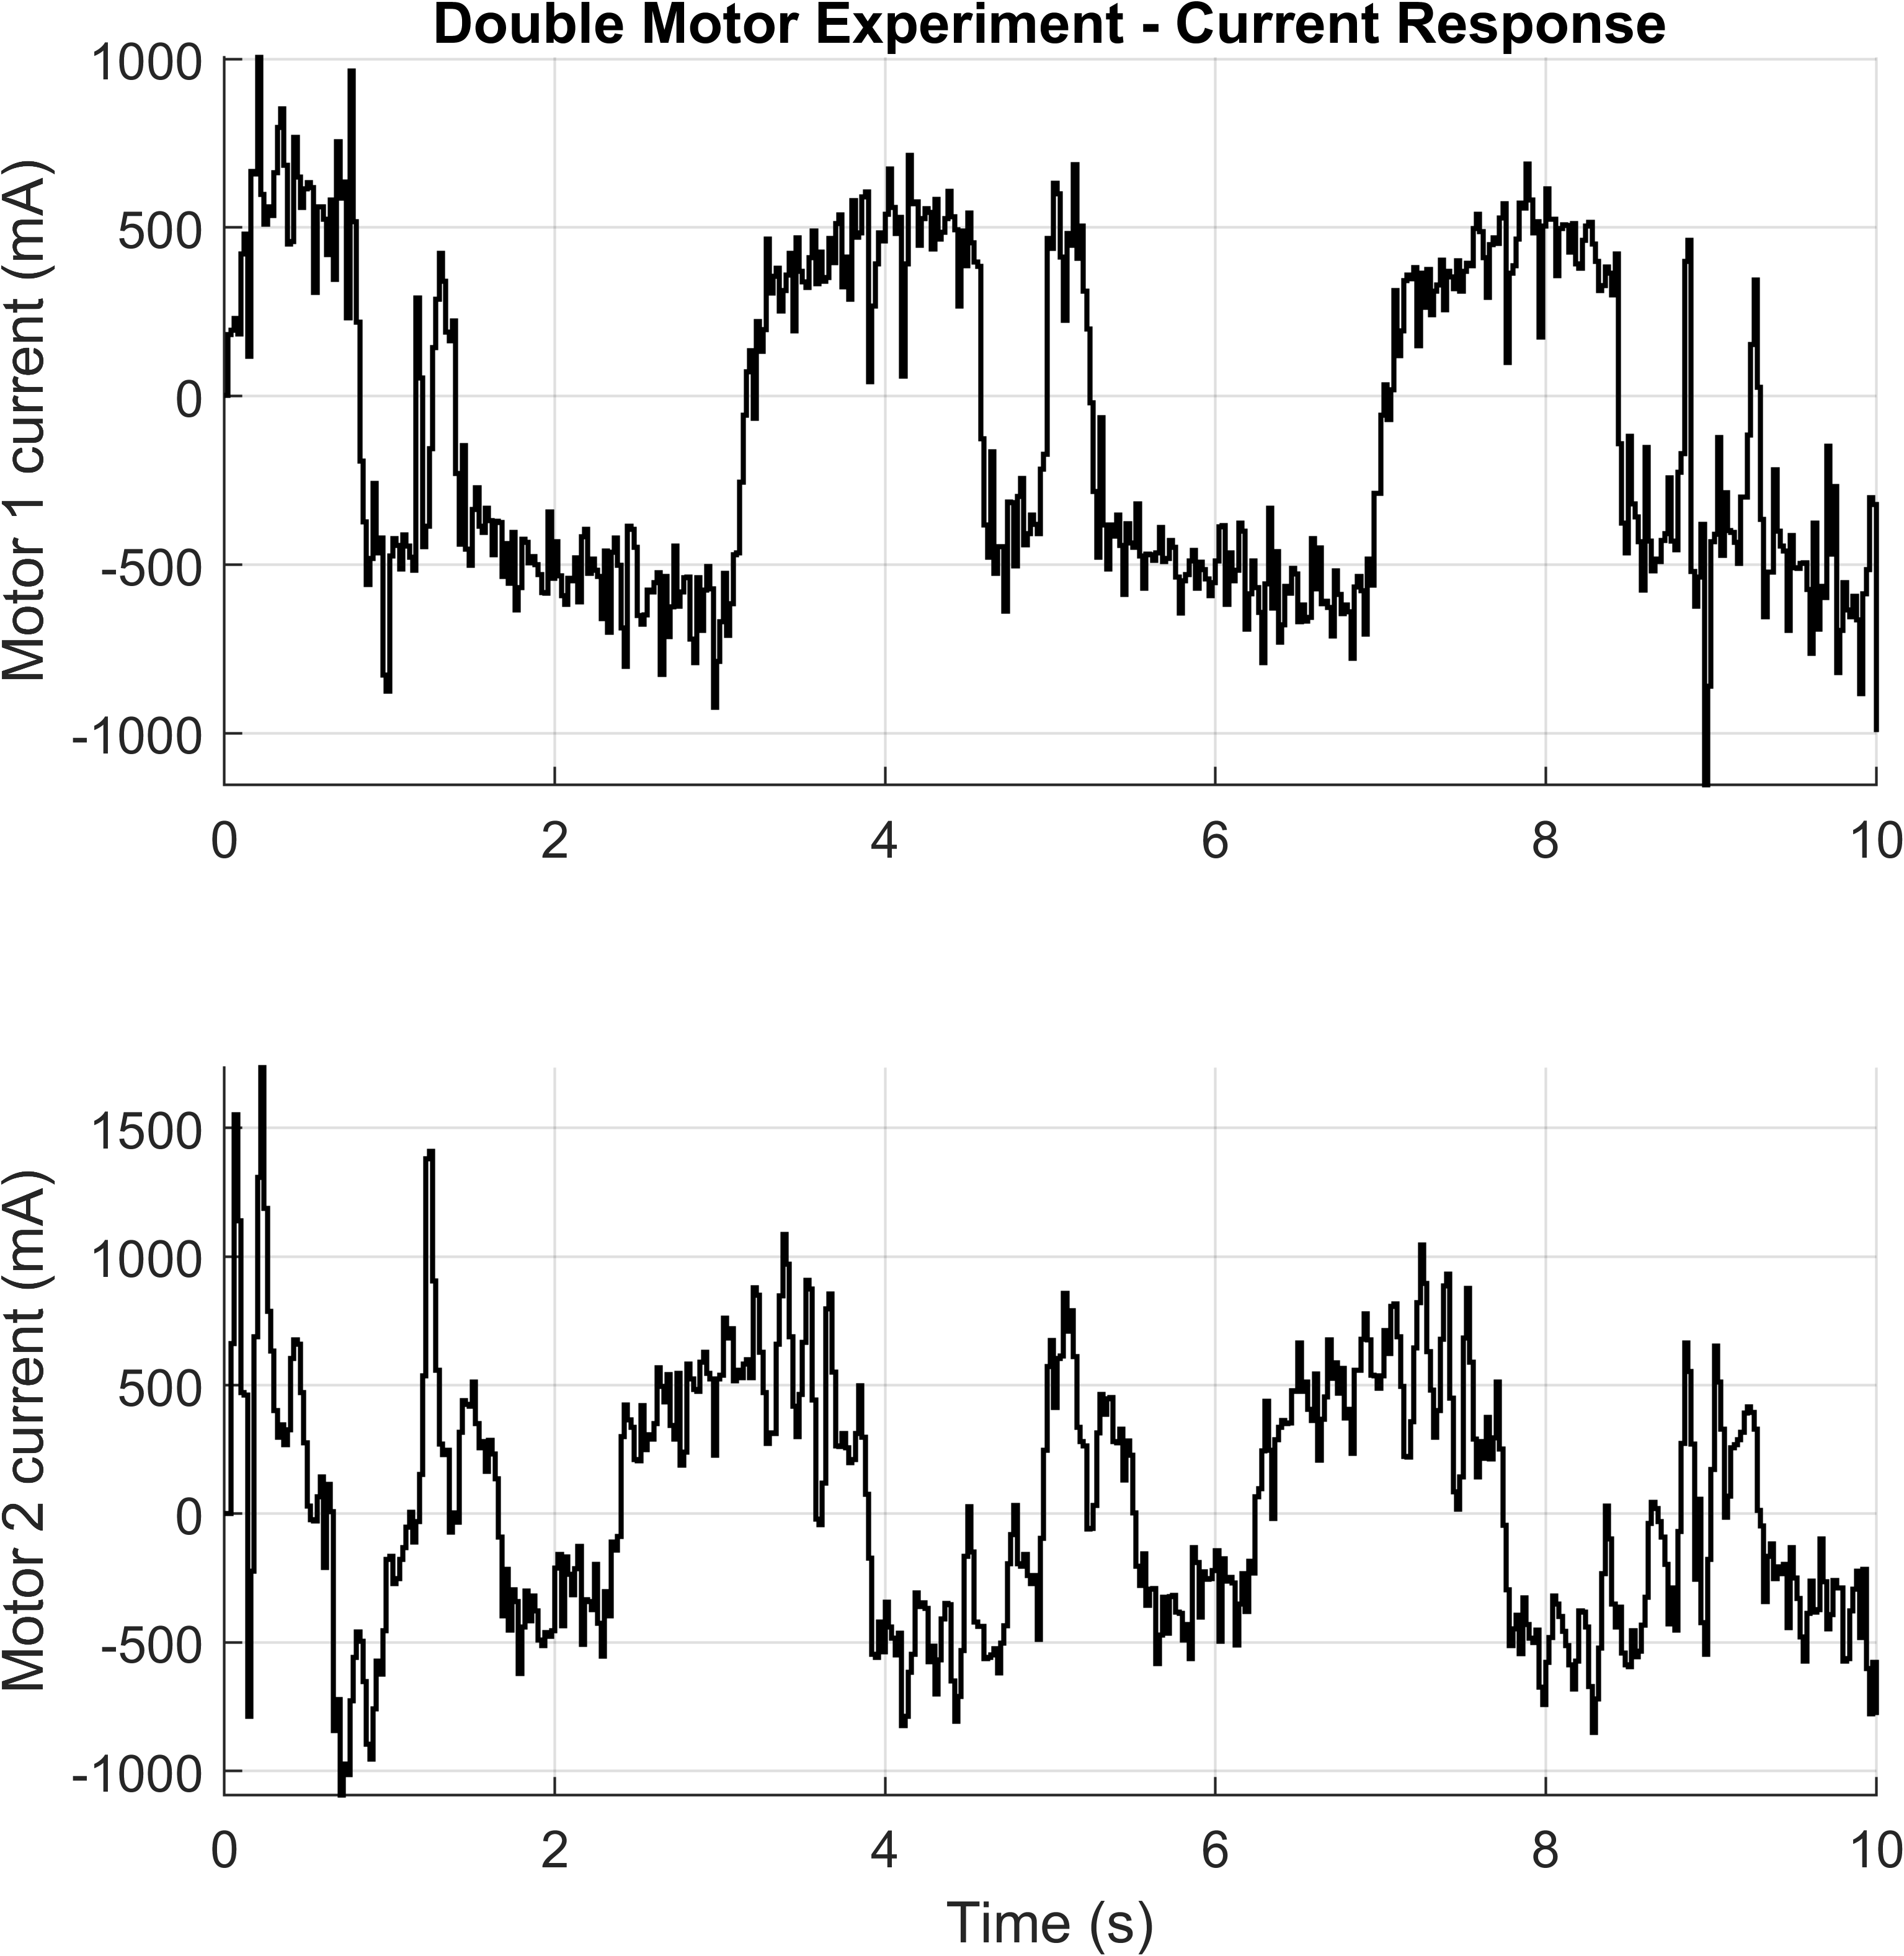 Double Motor Experiment - Current Response
Motor 1 current (mA)
1000
500
0
-500
-1000
0 2 4 6 8 10
Motor 2 current (mA)
1500
1000
500
0
-500
-1000
0 2 4 6 8 10
Time (s)